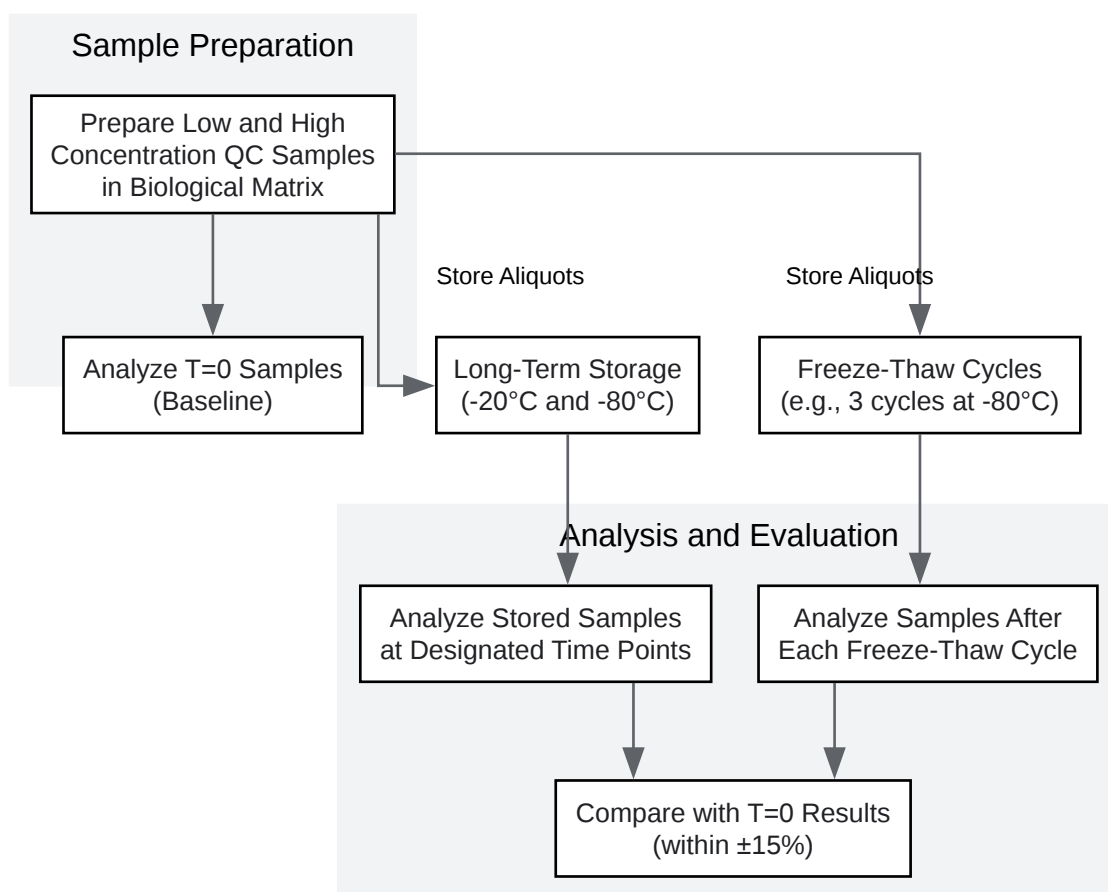 Sample Preparation
Prepare Low and High
Concentration QC Samples
in Biological Matrix
Store Aliquots
Store Aliquots
Analyze T=0 Samples
(Baseline)
Long-Term Storage
(-20°C and -80°C)
Freeze-Thaw Cycles
(e.g., 3 cycles at -80°C)
Analysis and Evaluation
Analyze Stored Samples
at Designated Time Points
Analyze Samples After
Each Freeze-Thaw Cycle
Compare with T=0 Results
(within ±15%)